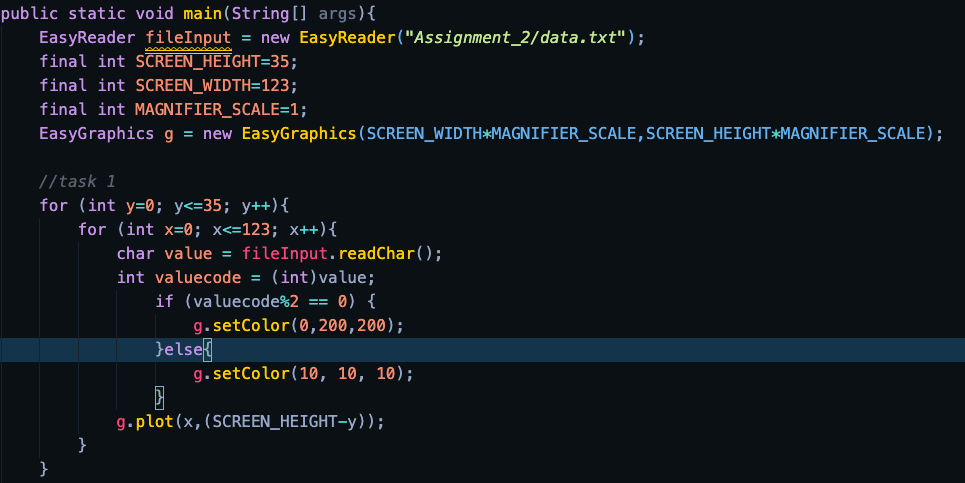 public static void main(String[] args){
    EasyReader fileInput = new EasyReader("Assignment_2/data.txt");
    final int SCREEN_HEIGHT=35;
    final int SCREEN_WIDTH=123;
    final int MAGNIFIER_SCALE=1;
    EasyGraphics g = new EasyGraphics(SCREEN_WIDTH*MAGNIFIER_SCALE,SCREEN_HEIGHT*MAGNIFIER_SCALE);

    //task 1
    for (int y=0; y<=35; y++){
        for (int x=0; x<=123; x++){
            char value = fileInput.readChar();
            int valuecode = (int)value;
                if (valuecode%2 == 0) {
                    g.setColor(0,200,200);
                }else{
                    g.setColor(10, 10, 10);
                }
            g.plot(x,(SCREEN_HEIGHT-y));
        }
    }